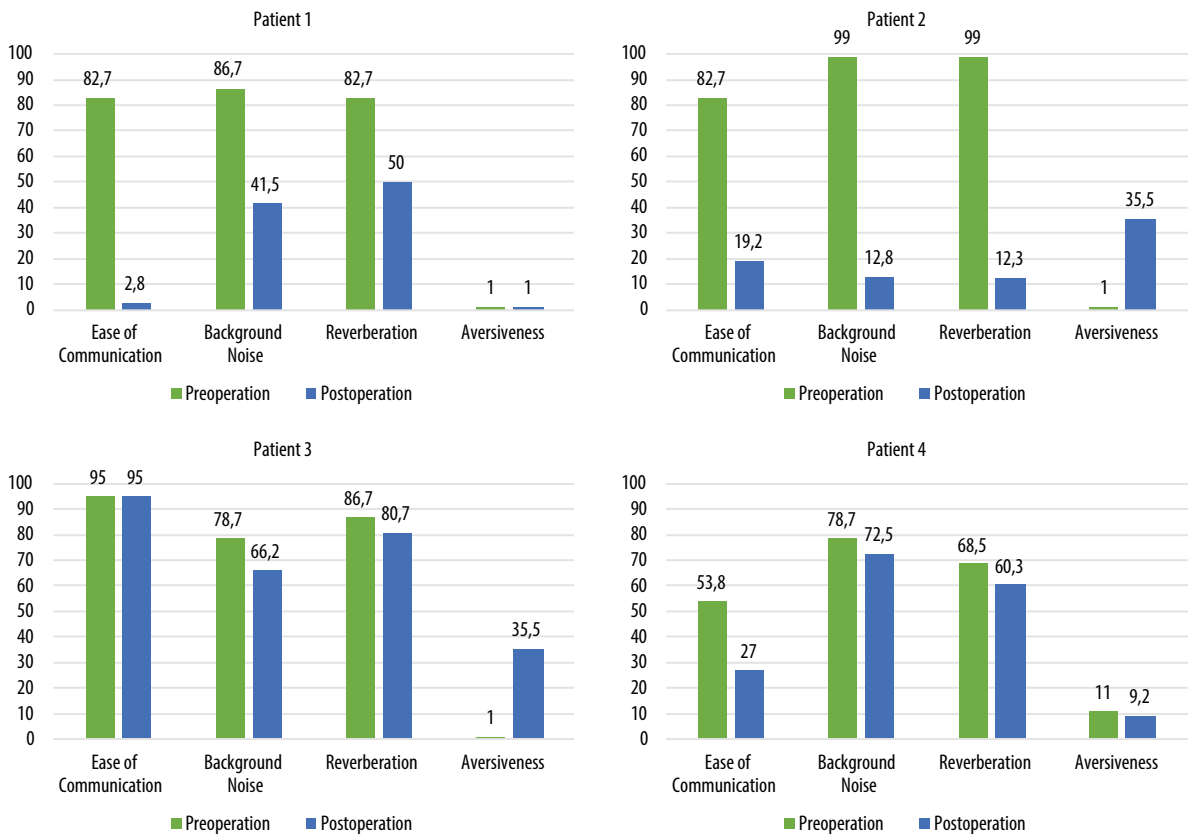 Patient 1
100
90
80
70
60
50
40
30
20
10
0
82,7
2,8
86,7
41,5
82,7
50
1
1
Ease of
Communication
Background
Noise
Reverberation
Aversiveness
Preoperation
Postoperation
Patient 2
100
90
80
70
60
50
40
30
20
10
0
82,7
19,2
99
12,8
99
12,3
1
35,5
Ease of
Communication
Background
Noise
Reverberation
Aversiveness
Preoperation
Postoperation
Patient 3
100
90
80
70
60
50
40
30
20
10
0
95
95
78,7
66,2
86,7
80,7
1
35,5
Ease of
Communication
Background
Noise
Reverberation
Aversiveness
Preoperation
Postoperation
Patient 4
100
90
80
70
60
50
40
30
20
10
0
53,8
27
78,7
72,5
68,5
60,3
11
9,2
Ease of
Communication
Background
Noise
Reverberation
Aversiveness
Preoperation
Postoperation